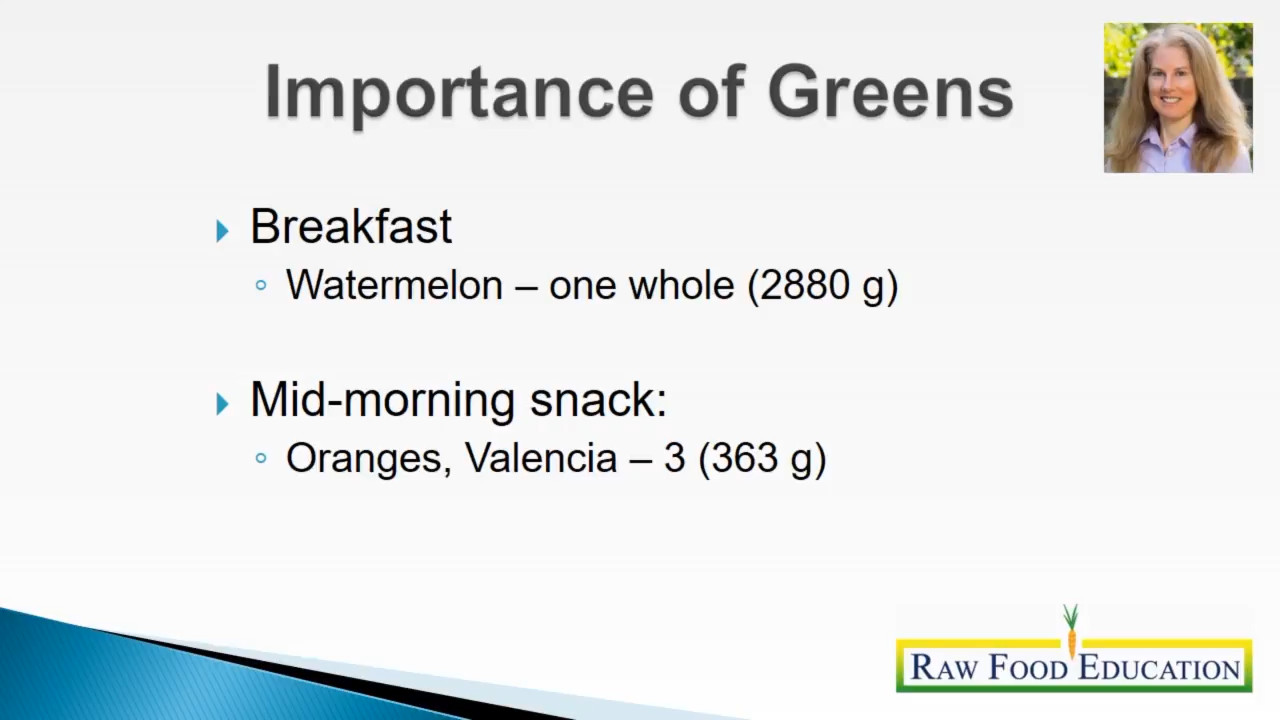 Importance of Greens
Breakfast
Watermelon – one whole (2880 g)
Mid-morning snack:
Oranges, Valencia – 3 (363 g)
RAW FOOD EDUCATION